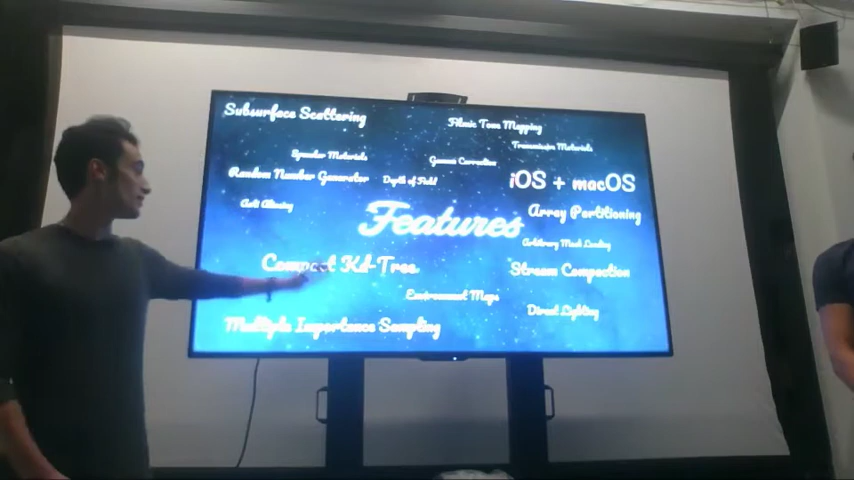 Subsurface Scattering
Filmic Tone Mapping
Transmissive Materials
Specular Materials
Gamma Correction
Random Number Generator
Depth of Field
iOS + macOS
Anti Aliasing
Features
Array Partitioning
Arbitrary Mesh Loading
Compact Kd-Tree
Stream Compaction
Environment Maps
Direct Lighting
Multiple Importance Sampling